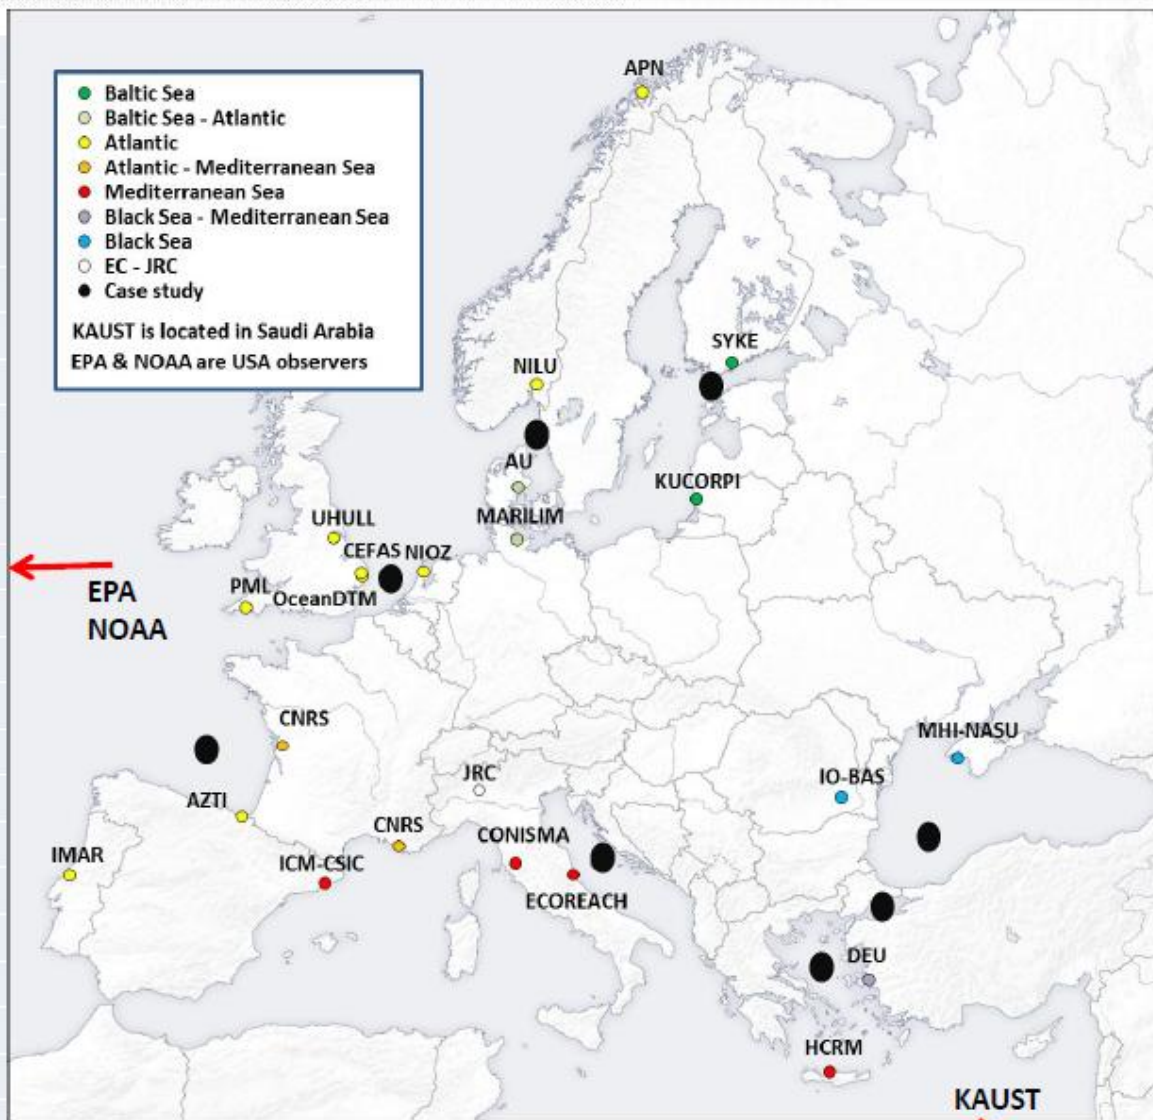 Baltic Sea
Baltic Sea - Atlantic
Atlantic
Atlantic - Mediterranean Sea
Mediterranean Sea
Black Sea - Mediterranean Sea
Black Sea
EC - JRC
Case study
KAUST is located in Saudi Arabia
EPA & NOAA are USA observers
APN
SYKE
NILU
AU
KUCORPI
MARILIM
UHULL
CEFAS
NIOZ
PML
OceanDTM
EPA
NOAA
CNRS
MHI-NASU
JRC
IO-BAS
AZTI
CNRS
CONISMA
IMAR
ICM-CSIC
ECOREACH
DEU
HCRM
KAUST